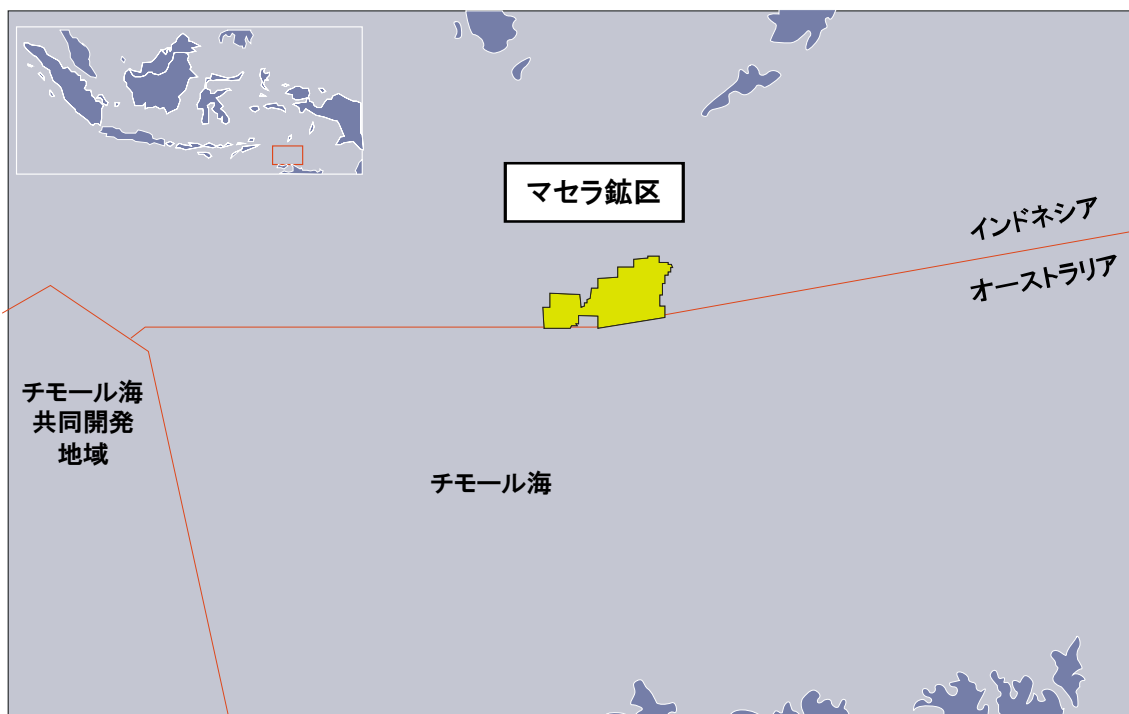 マセラ鉱区
インドネシア
オーストラリア
チモール海
共同開発
地域
チモール海